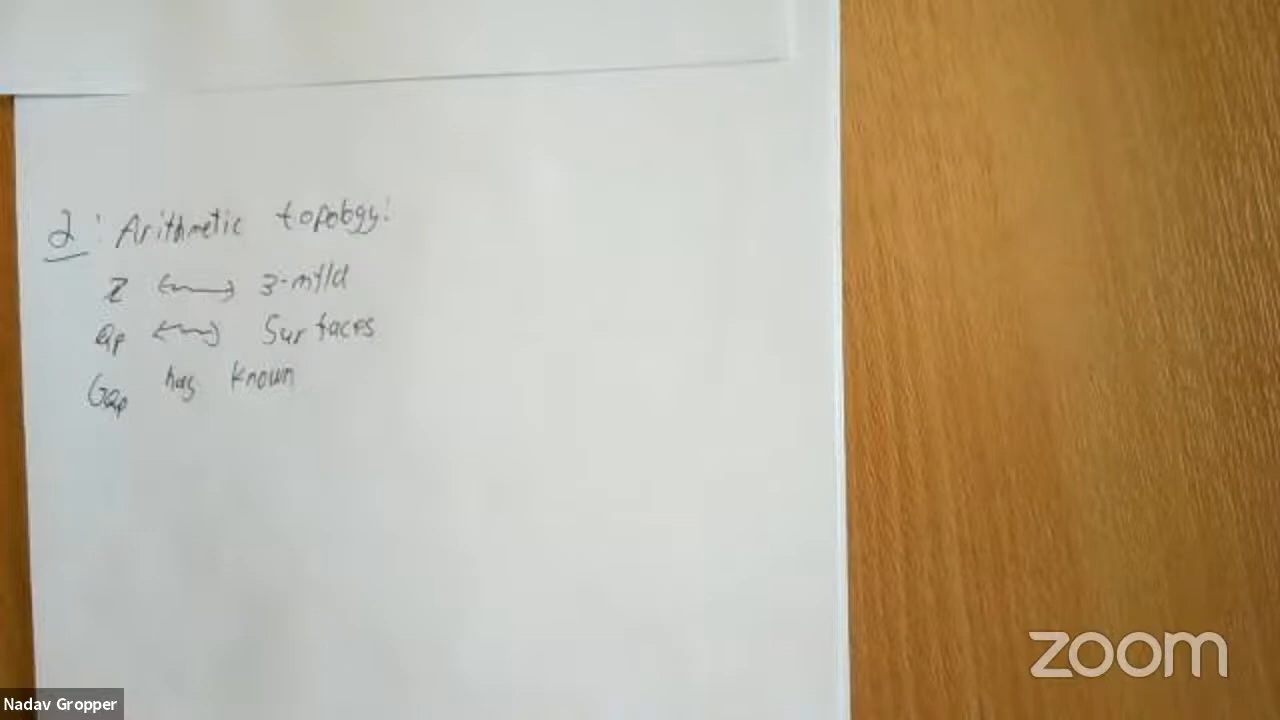 2: Arithmetic topology:
Z ↔ 3-mfld
Qp ↔ Surfaces
GQp has known
zoom
Nadav Gropper